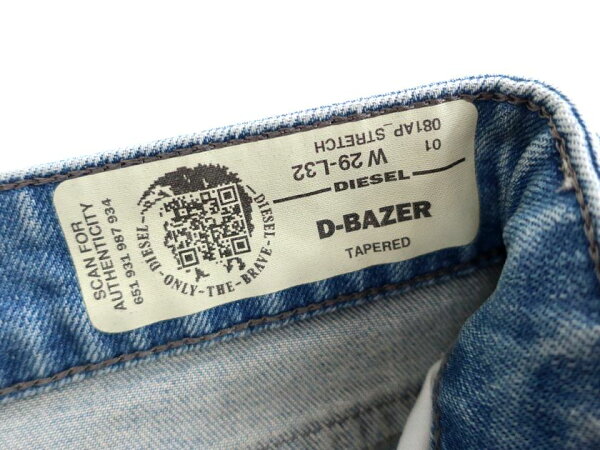 SCAN FOR
AUTHENTICITY
651 931 987 934
DIESEL-ONLY-THE-BRAVE-TEL-DIESEL
01
081AP_STRETCH
W 29-L32
DIESEL
D-BAZER
TAPERED